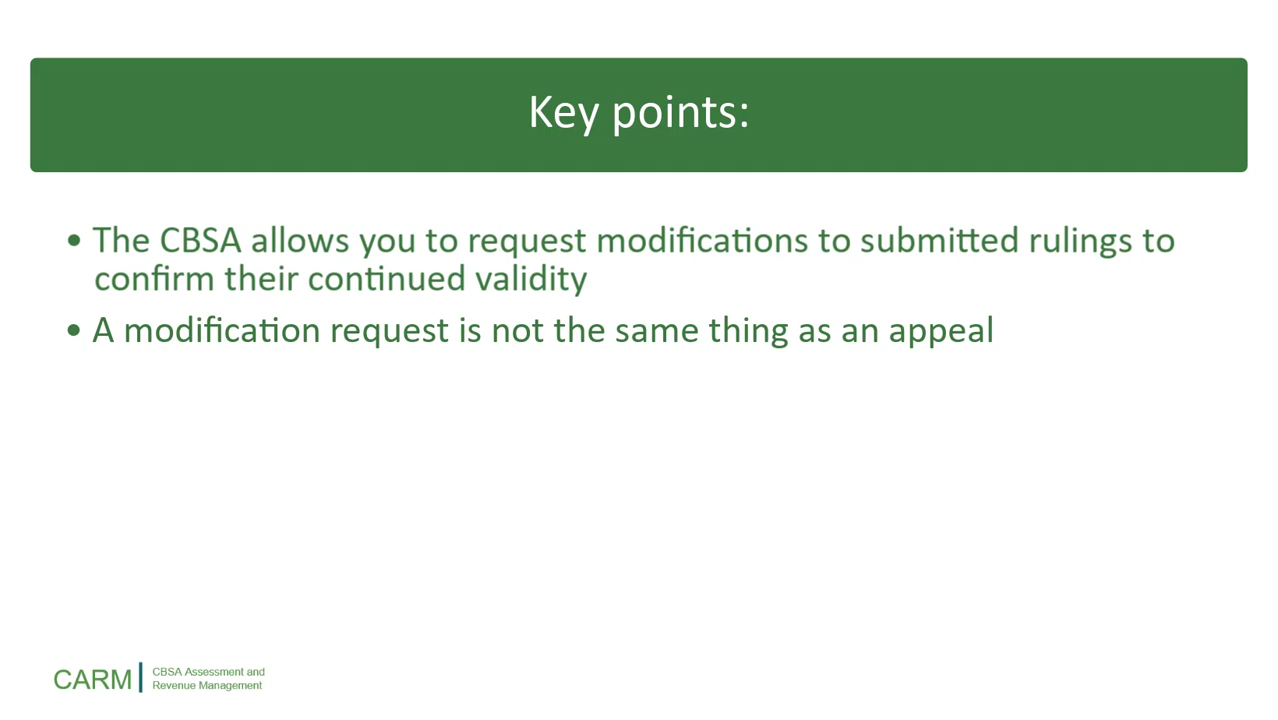 Key points:
• The CBSA allows you to request modifications to submitted rulings to
confirm their continued validity
• A modification request is not the same thing as an appeal
CARM
CBSA Assessment and
Revenue Management